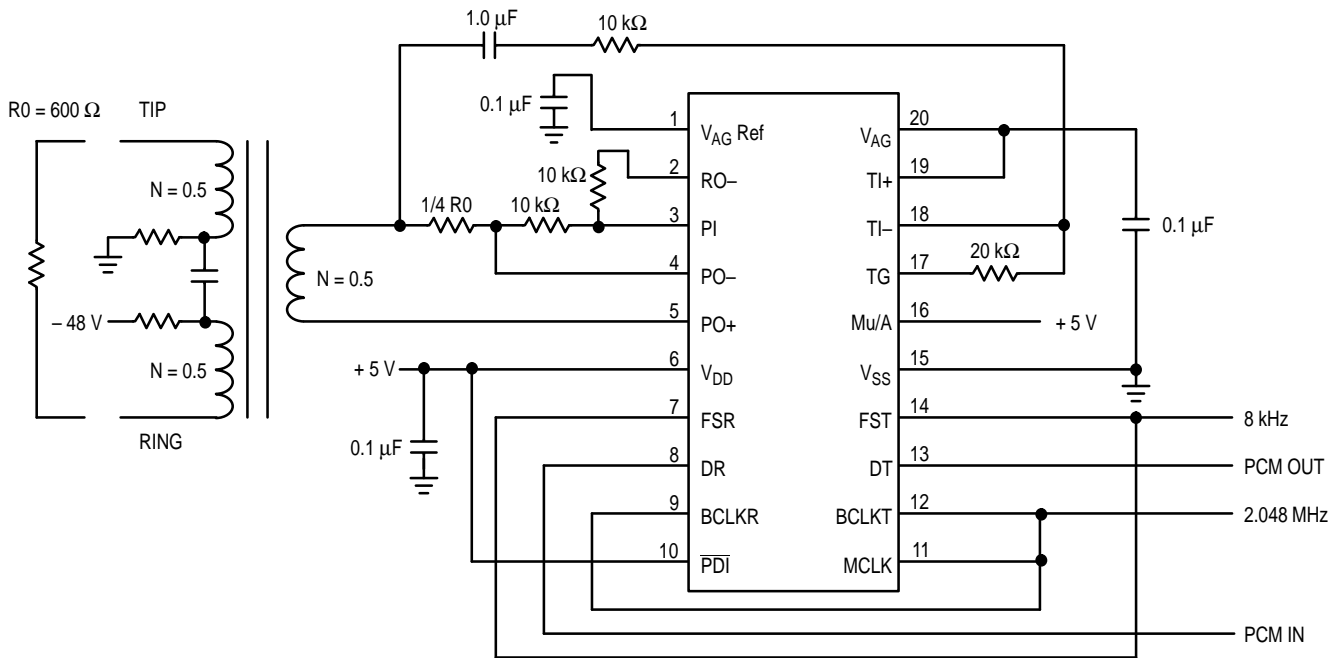 1.0 μF
10 kΩ
R0 = 600 Ω
TIP
0.1 μF
N = 0.5
– 48 V
N = 0.5
RING
N = 0.5
1/4 R0
10 kΩ
10 kΩ
+ 5 V
0.1 μF
1 VAG Ref
2 RO–
3 PI
4 PO–
5 PO+
6 VDD
7 FSR
8 DR
9 BCLKR
10 PDI
VAG 20
TI+ 19
TI– 18
TG 17
Mu/A 16
VSS 15
FST 14
DT 13
BCLKT 12
MCLK 11
20 kΩ
0.1 μF
+ 5 V
8 kHz
PCM OUT
2.048 MHz
PCM IN